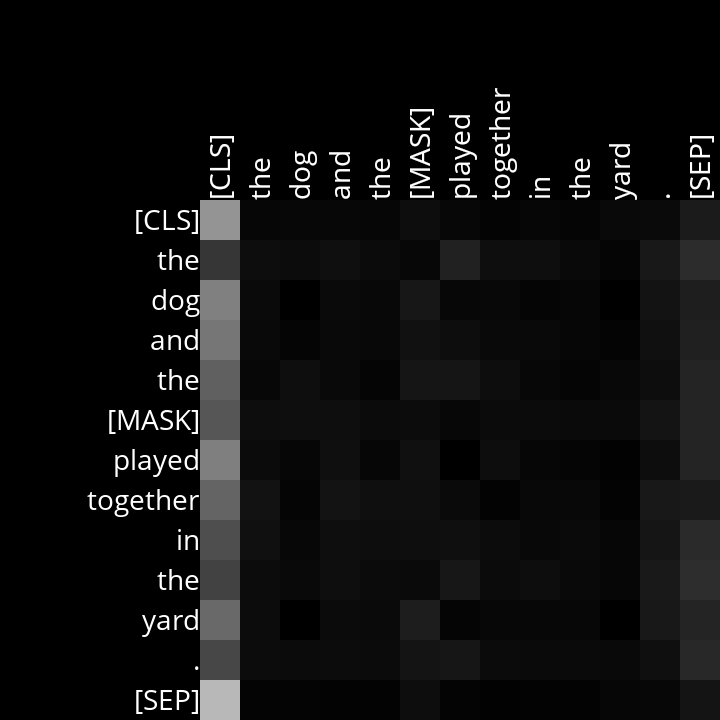 [CLS] the dog and the [MASK] played together in the yard . [SEP]
[CLS]
the
dog
and
the
[MASK]
played
together
in
the
yard
.
[SEP]